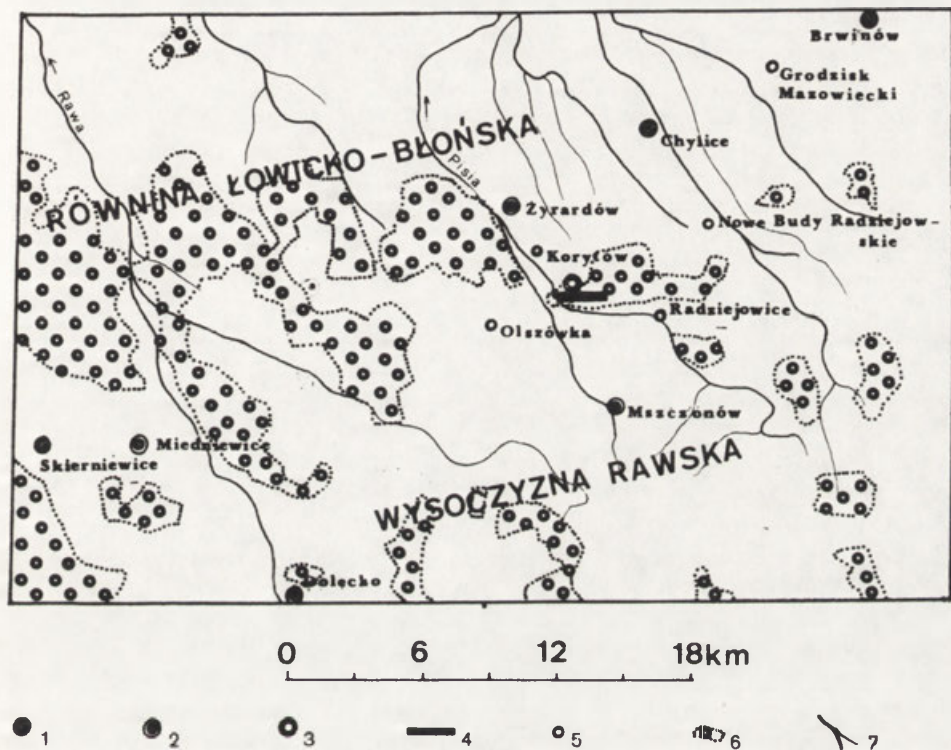 Brwinów
Grodzisk
Mazowiecki
Rawa
Chylice
RÓWNINA ŁOWICKO-BŁOŃSKA
Pisia
Żyrardów
Nowe Budy Radziejow-
skie
Korytów
Radziejowice
Olszówka
Mszczonów
Miedniewice
Skierniewice
WYSOCZYZNA RAWSKA
Dolęcko
0 6 12 18km
1 2 3 4 5 6 7